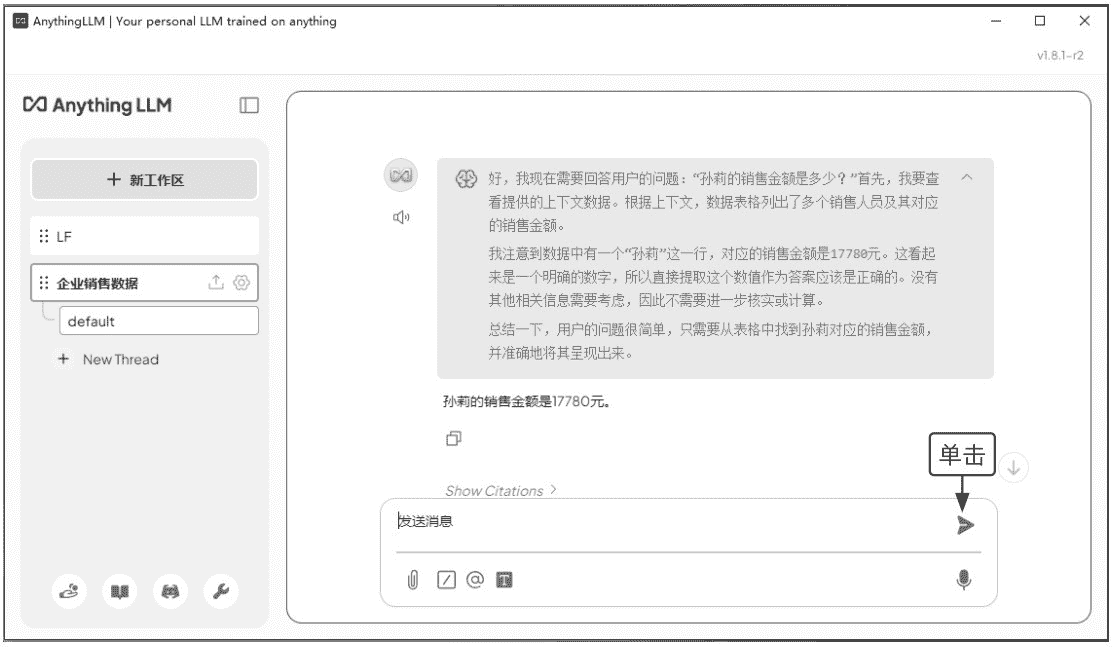 AnythingLLM | Your personal LLM trained on anything
v1.8.1-r2
Anything LLM
+ 新工作区
LF
企业销售数据
default
+ New Thread
好，我现在需要回答用户的问题：“孙莉的销售金额是多少？”首先，我要查
看提供的上下文数据。根据上下文，数据表格列出了多个销售人员及其对应
的销售金额。
我注意到数据中有一个“孙莉”这一行，对应的销售金额是17780元。这看起
来是一个明确的数字，所以直接提取这个数值作为答案应该是正确的。没有
其他相关信息需要考虑，因此不需要进一步核实或计算。
总结一下，用户的问题很简单，只需要从表格中找到孙莉对应的销售金额，
并准确地将其呈现出来。
孙莉的销售金额是17780元。
单击
Show Citations >
发送消息